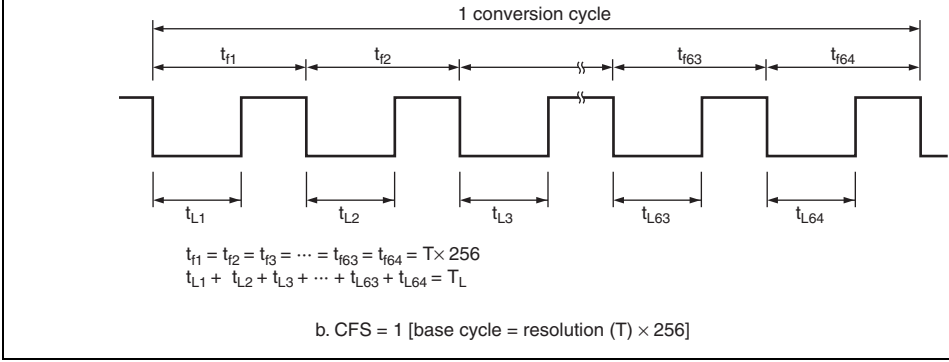 1 conversion cycle
tf1 tf2 tf63 tf64
tL1 tL2 tL3 tL63 tL64
tf1 = tf2 = tf3 = ··· = tf63 = tf64 = T× 256
tL1 + tL2 + tL3 + ··· + tL63 + tL64 = TL
b. CFS = 1 [base cycle = resolution (T) × 256]